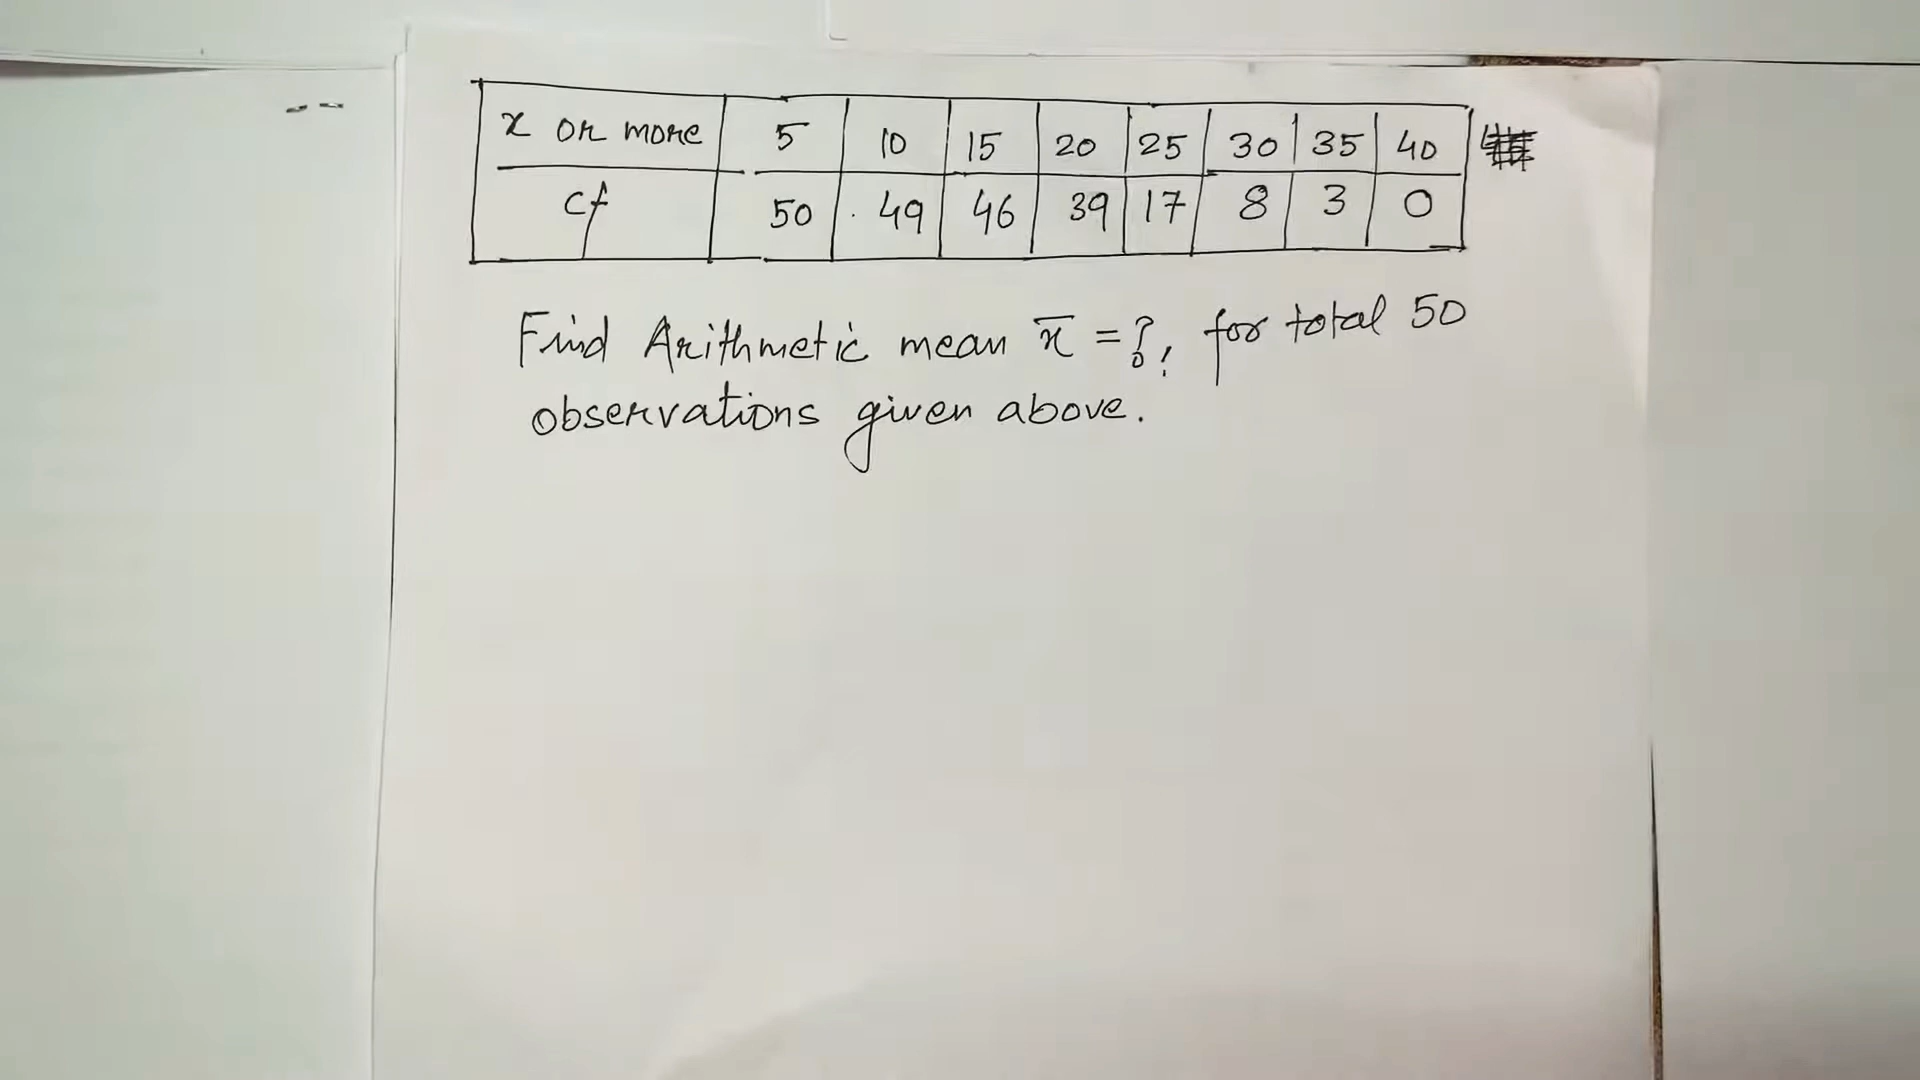 x or more 5 10 15 20 25 30 35 40
cf 50 49 46 39 17 8 3 0
Find Arithmetic mean x̄ = ?, for total 50
observations given above.